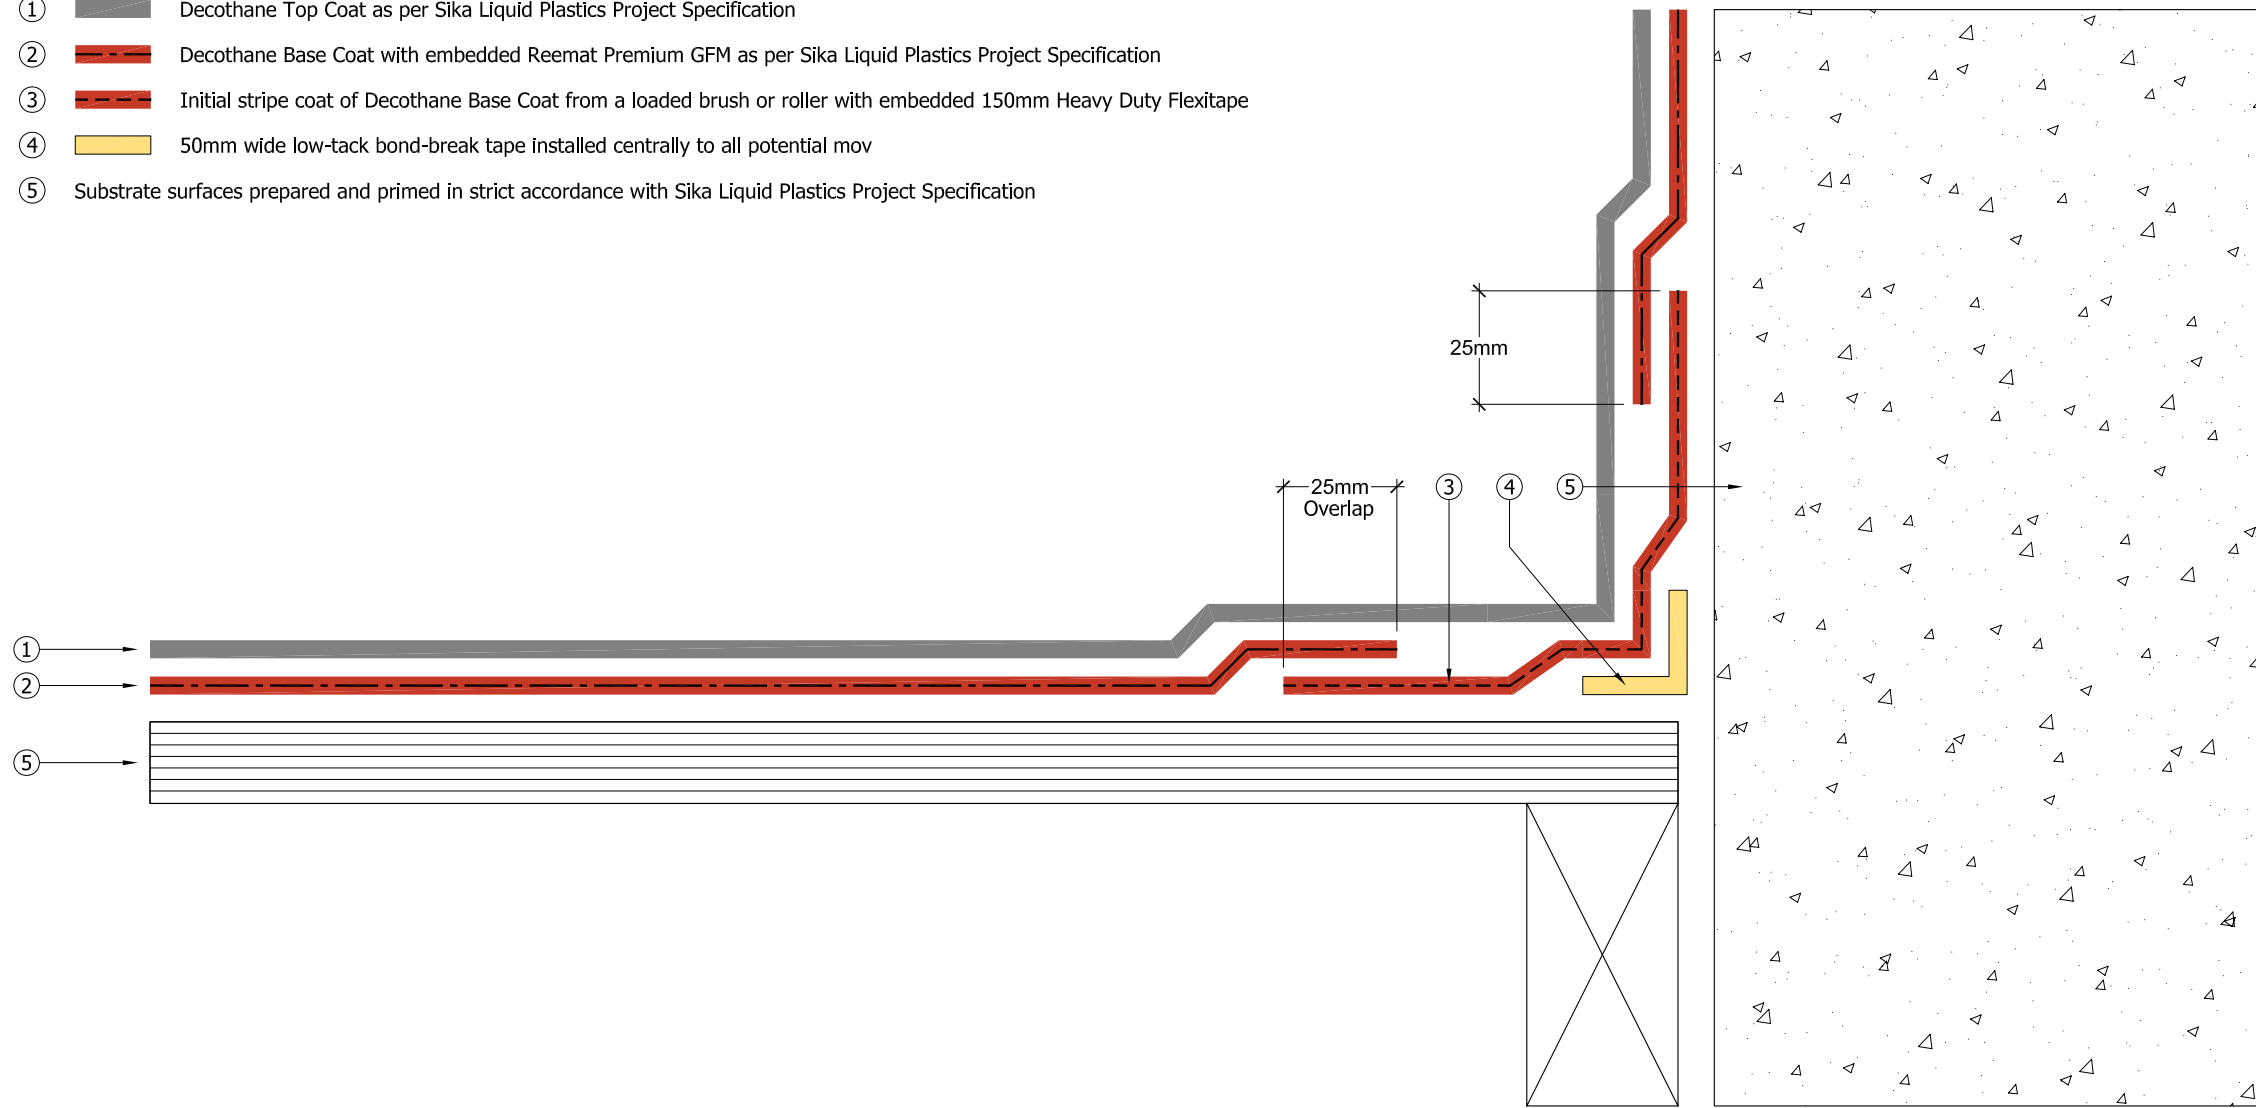 ① Decothane Top Coat as per Sika Liquid Plastics Project Specification
② Decothane Base Coat with embedded Reemat Premium GFM as per Sika Liquid Plastics Project Specification
③ Initial stripe coat of Decothane Base Coat from a loaded brush or roller with embedded 150mm Heavy Duty Flexitape
④ 50mm wide low-tack bond-break tape installed centrally to all potential mov
⑤ Substrate surfaces prepared and primed in strict accordance with Sika Liquid Plastics Project Specification
25mm
25mm
Overlap
③ ④ ⑤
①
②
⑤